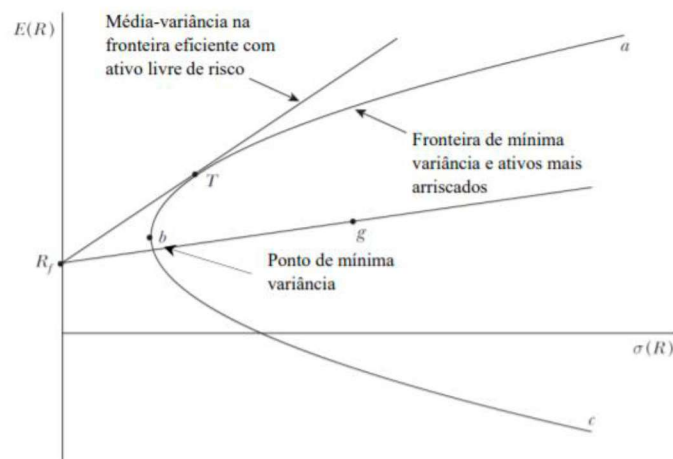 Média-variância na
fronteira eficiente com
ativo livre de risco
E(R)
a
Fronteira de mínima
variância e ativos mais
arriscados
T
b
g
R_f
Ponto de mínima
variância
σ(R)
c